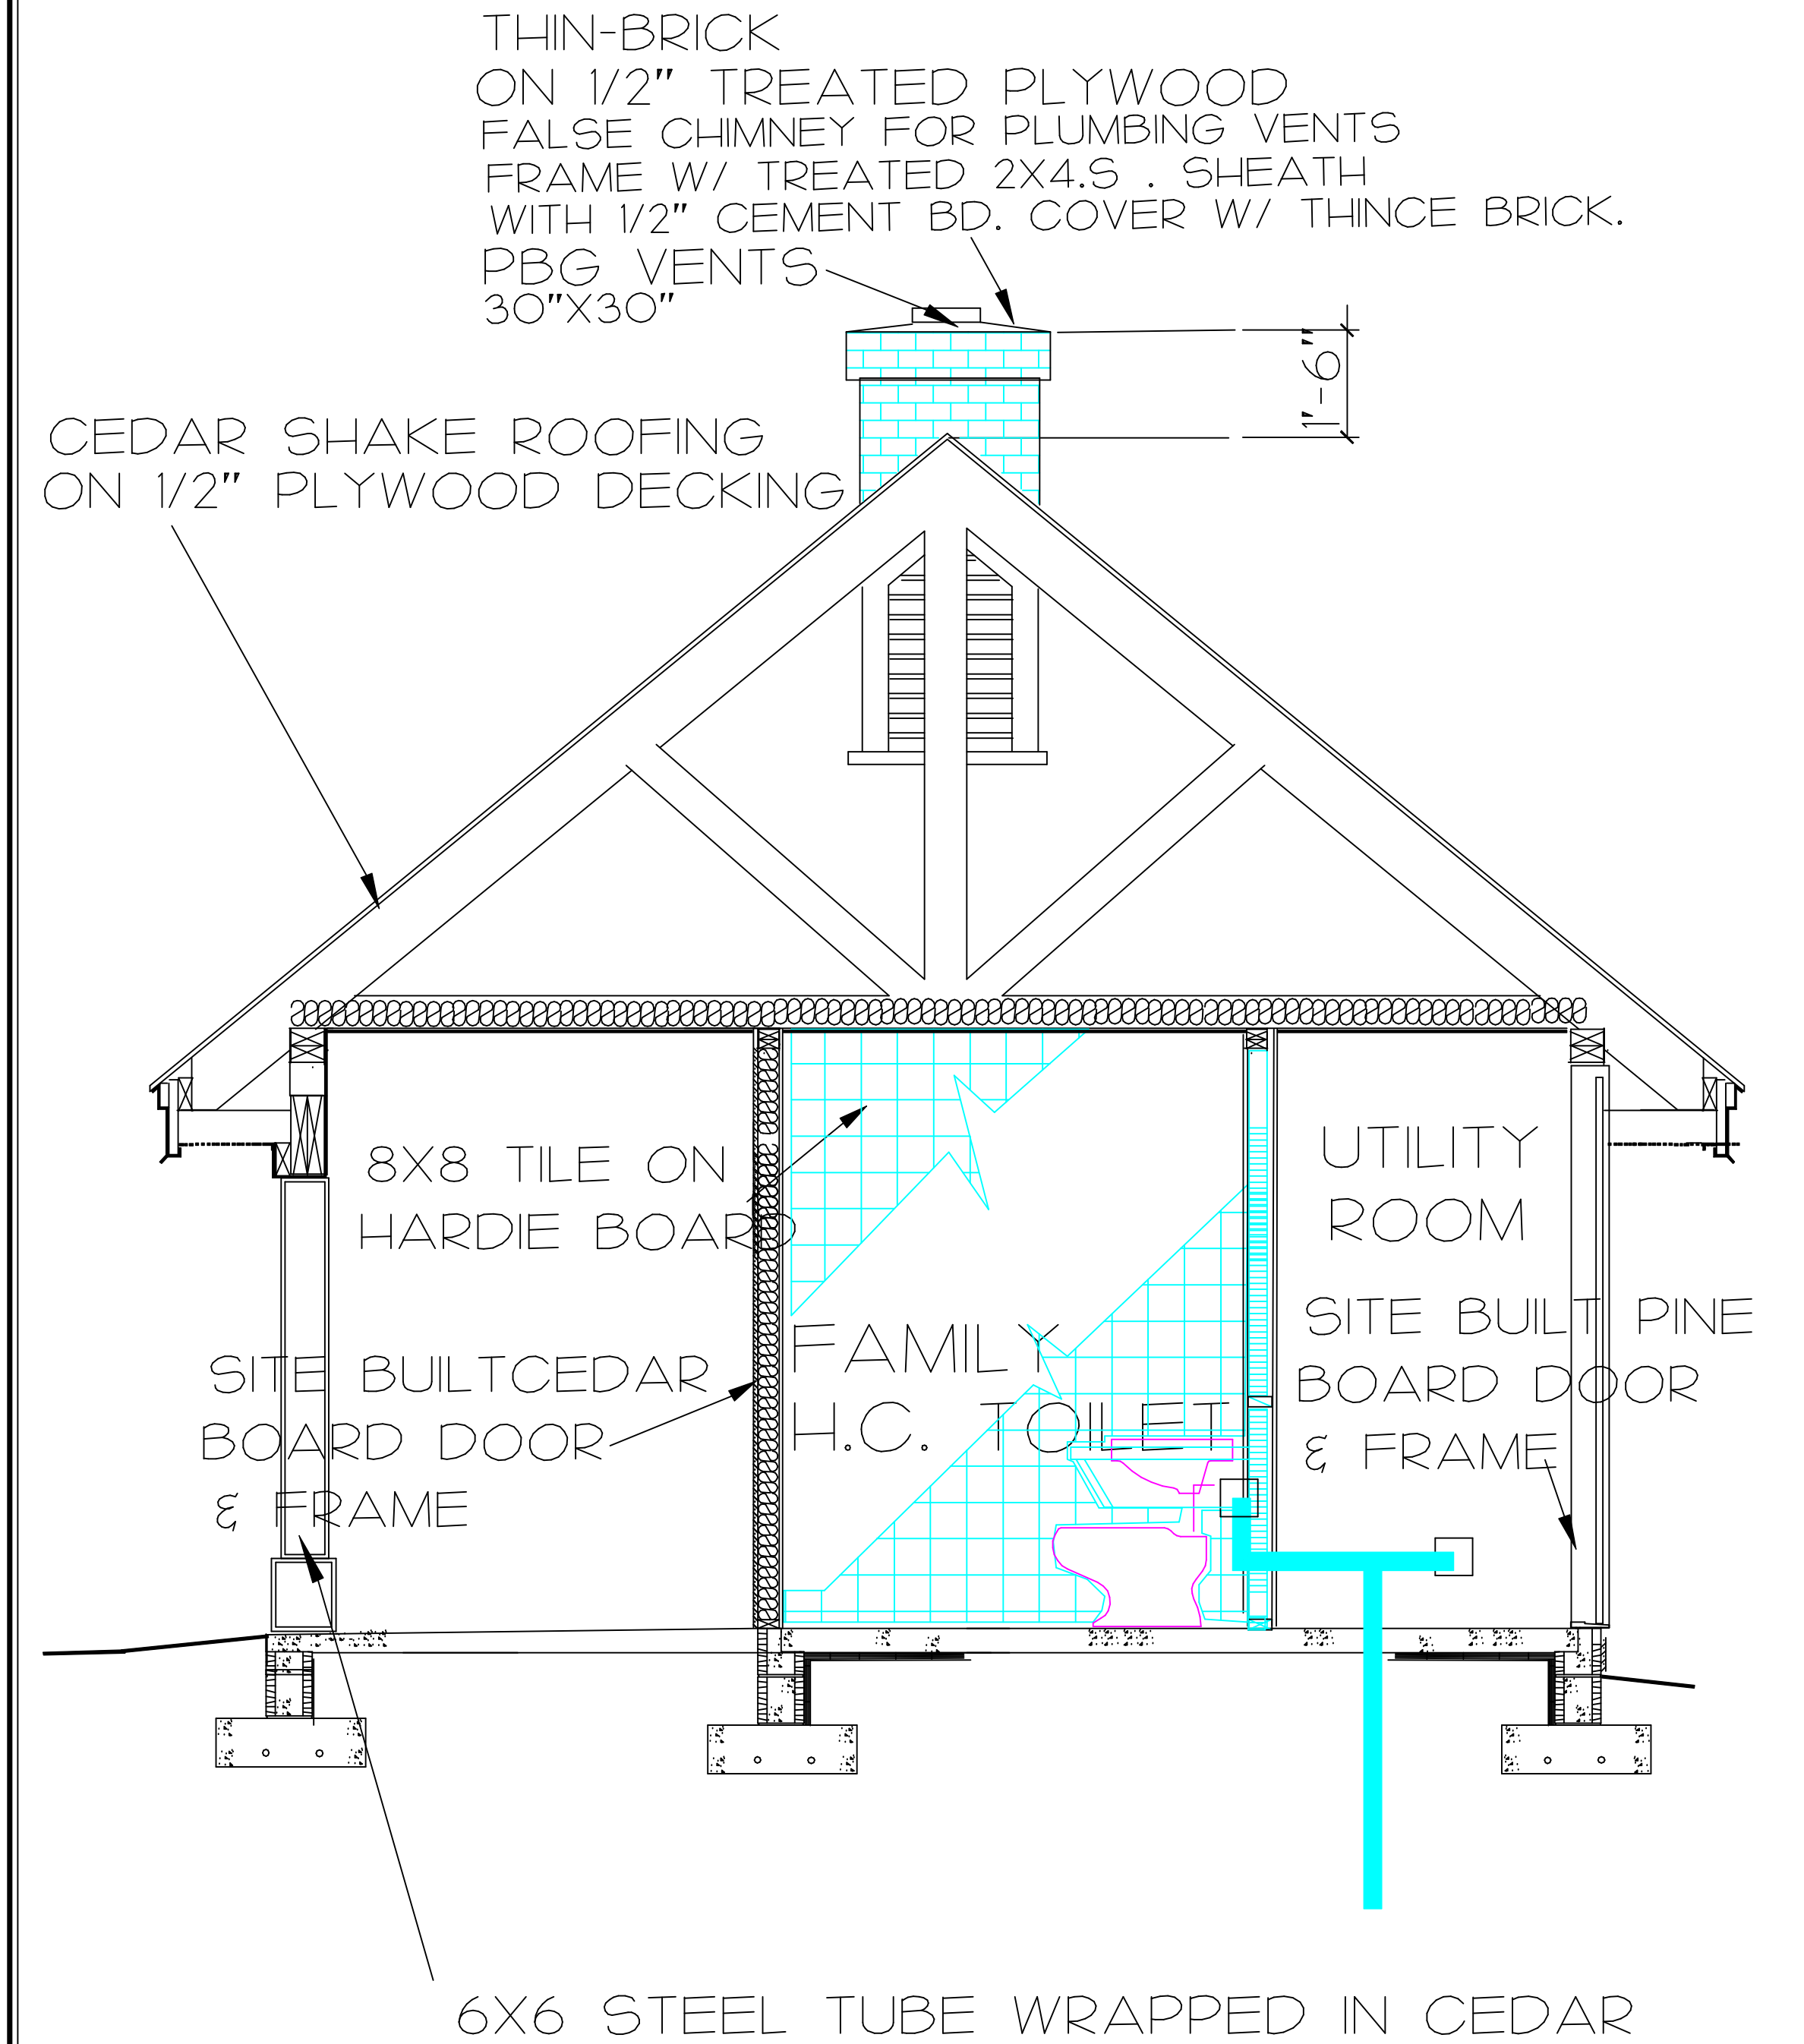 THIN-BRICK
ON 1/2" TREATED PLYWOOD
FALSE CHIMNEY FOR PLUMBING VENTS
FRAME W/ TREATED 2X4.S . SHEATH
WITH 1/2" CEMENT BD. COVER W/ THINCE BRICK.
PBG VENTS
30"X30"
1'-6"
CEDAR SHAKE ROOFING
ON 1/2" PLYWOOD DECKING
8X8 TILE ON
HARDIE BOARD
UTILITY
ROOM
SITE BUILTCEDAR
BOARD DOOR
& FRAME
FAMILY
H.C. TOILET
SITE BUILT PINE
BOARD DOOR
& FRAME
6X6 STEEL TUBE WRAPPED IN CEDAR